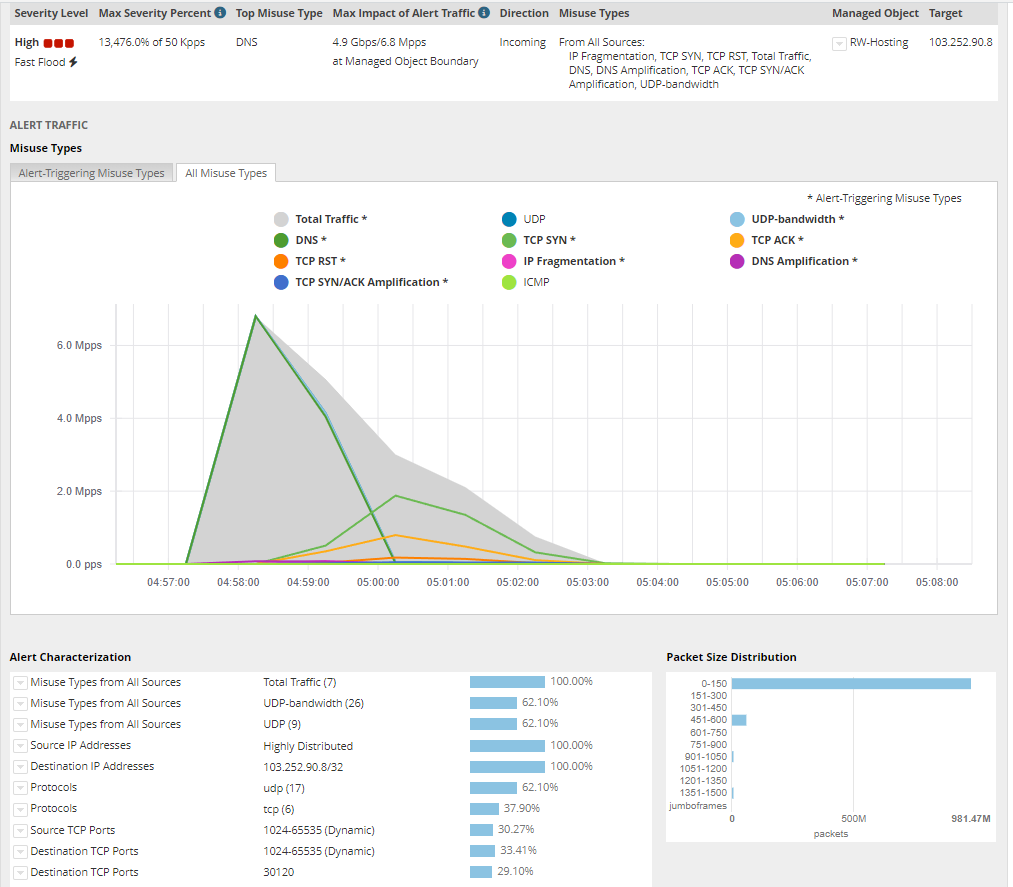 Severity Level Max Severity Percent Top Misuse Type Max Impact of Alert Traffic Direction Misuse Types Managed Object Target
High 13,476.0% of 50 Kpps DNS 4.9 Gbps/6.8 Mpps Incoming From All Sources: RW-Hosting 103.252.90.8
Fast Flood at Managed Object Boundary IP Fragmentation, TCP SYN, TCP RST, Total Traffic,
DNS, DNS Amplification, TCP ACK, TCP SYN/ACK
Amplification, UDP-bandwidth
ALERT TRAFFIC
Misuse Types
Alert-Triggering Misuse Types All Misuse Types
* Alert-Triggering Misuse Types
Total Traffic * UDP UDP-bandwidth *
DNS * TCP SYN * TCP ACK *
TCP RST * IP Fragmentation * DNS Amplification *
TCP SYN/ACK Amplification * ICMP
6.0 Mpps
4.0 Mpps
2.0 Mpps
0.0 pps
04:57:00 04:58:00 04:59:00 05:00:00 05:01:00 05:02:00 05:03:00 05:04:00 05:05:00 05:06:00 05:07:00 05:08:00
Alert Characterization
Misuse Types from All Sources Total Traffic (7) 100.00%
Misuse Types from All Sources UDP-bandwidth (26) 62.10%
Misuse Types from All Sources UDP (9) 62.10%
Source IP Addresses Highly Distributed 100.00%
Destination IP Addresses 103.252.90.8/32 100.00%
Protocols udp (17) 62.10%
Protocols tcp (6) 37.90%
Source TCP Ports 1024-65535 (Dynamic) 30.27%
Destination TCP Ports 1024-65535 (Dynamic) 33.41%
Destination TCP Ports 30120 29.10%
Packet Size Distribution
0-150
151-300
301-450
451-600
601-750
751-900
901-1050
1051-1200
1201-1350
1351-1500
jumboframes
0 500M 981.47M
packets